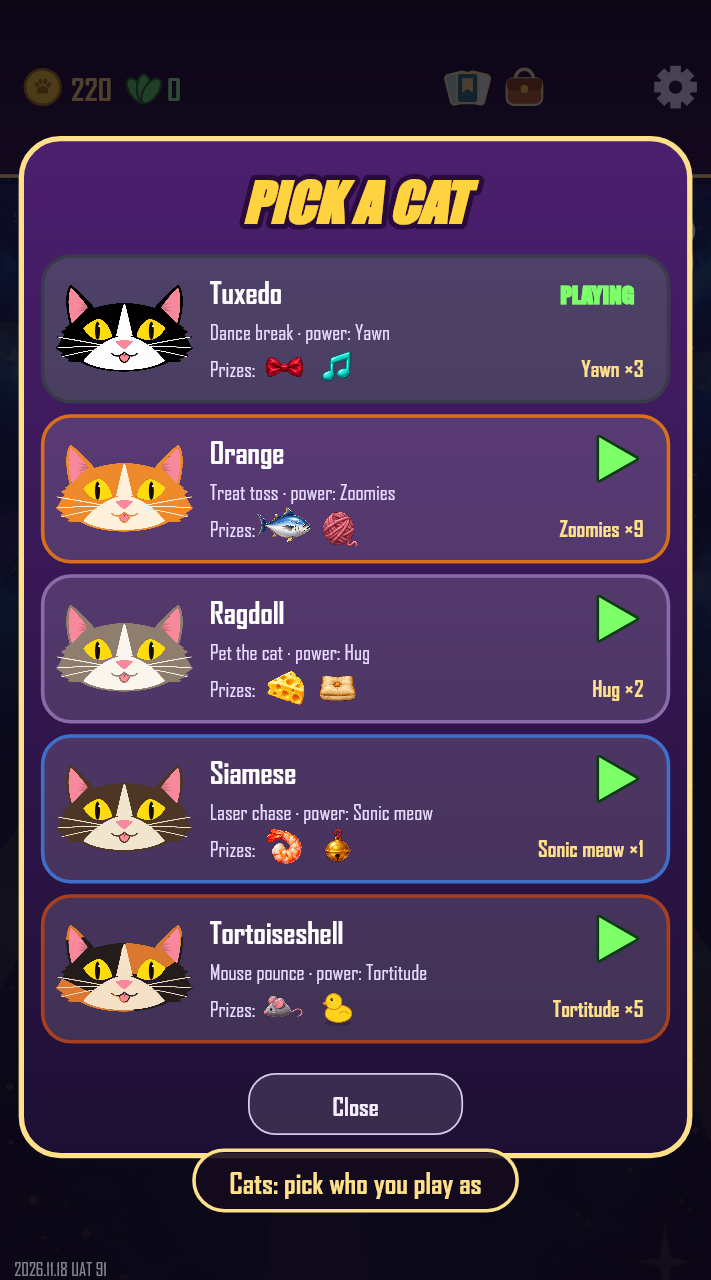 220 0
PICK A CAT
Tuxedo
PLAYING
Dance break · power: Yawn
Prizes:
Yawn ×3
Orange
Treat toss · power: Zoomies
Prizes:
Zoomies ×9
Ragdoll
Pet the cat · power: Hug
Prizes:
Hug ×2
Siamese
Laser chase · power: Sonic meow
Prizes:
Sonic meow ×1
Tortoiseshell
Mouse pounce · power: Tortitude
Prizes:
Tortitude ×5
Close
Cats: pick who you play as
2026.11.18 UAT 91